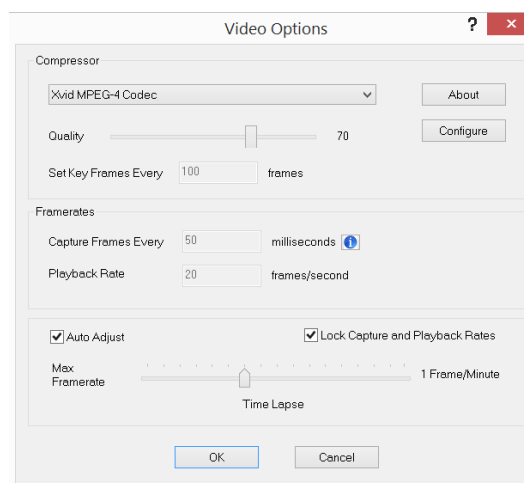 Video Options ? ×
Compressor
Xvid MPEG-4 Codec About
Quality 70 Configure
Set Key Frames Every 100 frames
Framerates
Capture Frames Every 50 milliseconds i
Playback Rate 20 frames/second
Auto Adjust Lock Capture and Playback Rates
Max
Framerate 1 Frame/Minute
Time Lapse
OK Cancel